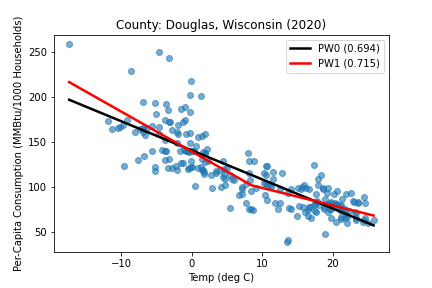 County: Douglas, Wisconsin (2020)
PW0 (0.694)
PW1 (0.715)
Per-Capita Consumption (MMBtu/1000 Households)
250
200
150
100
50
−10
0
10
20
Temp (deg C)